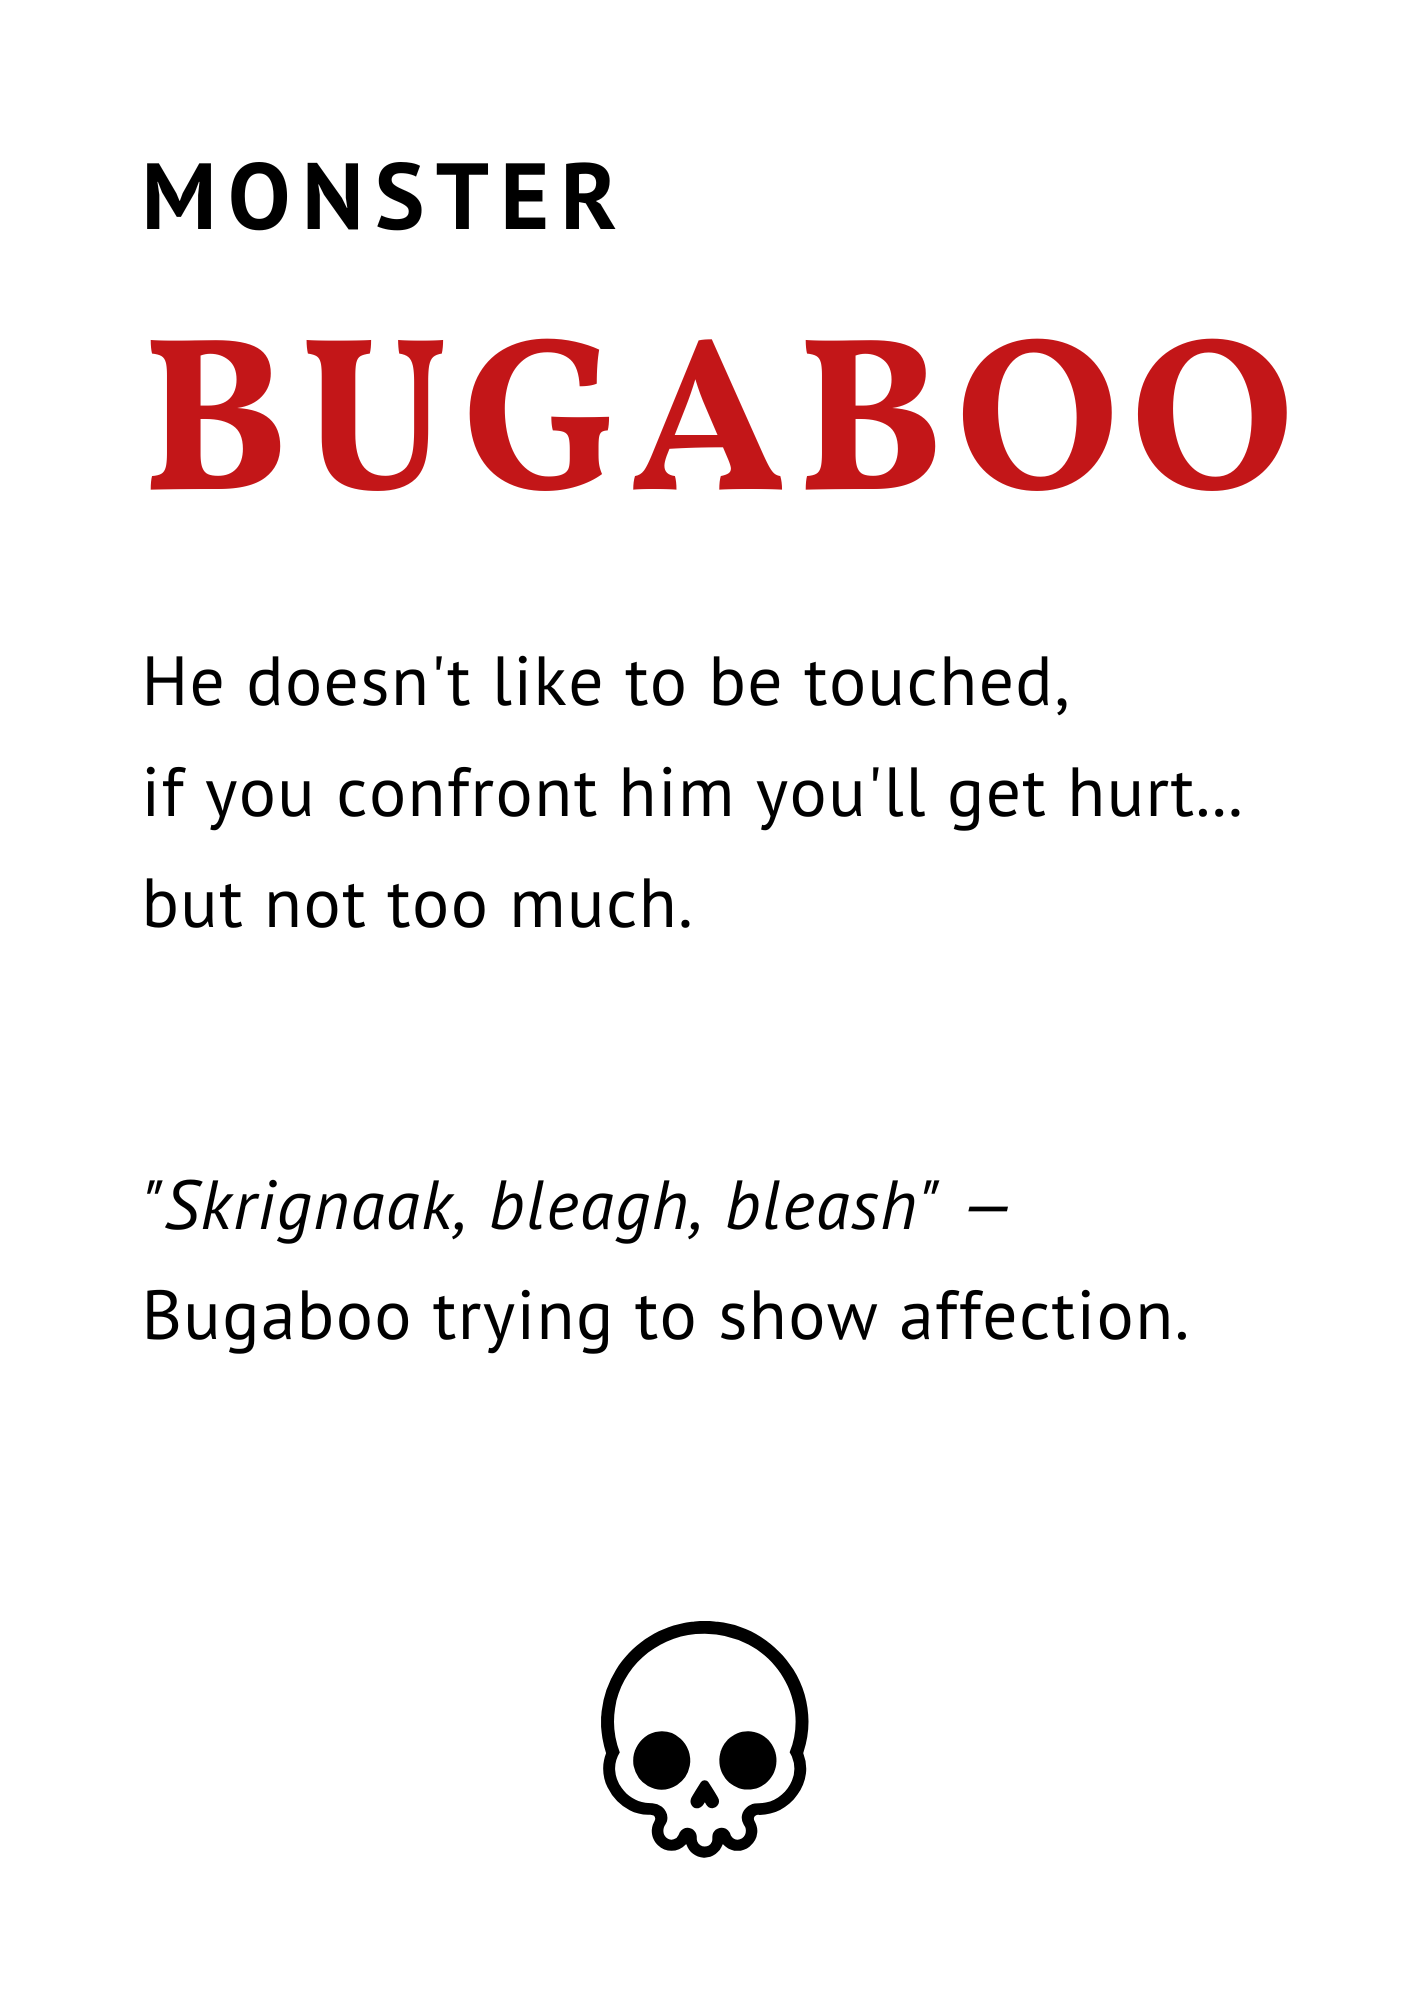 MONSTER
BUGABOO
He doesn't like to be touched,
if you confront him you'll get hurt...
but not too much.
"Skrignaak, bleagh, bleash" —
Bugaboo trying to show affection.